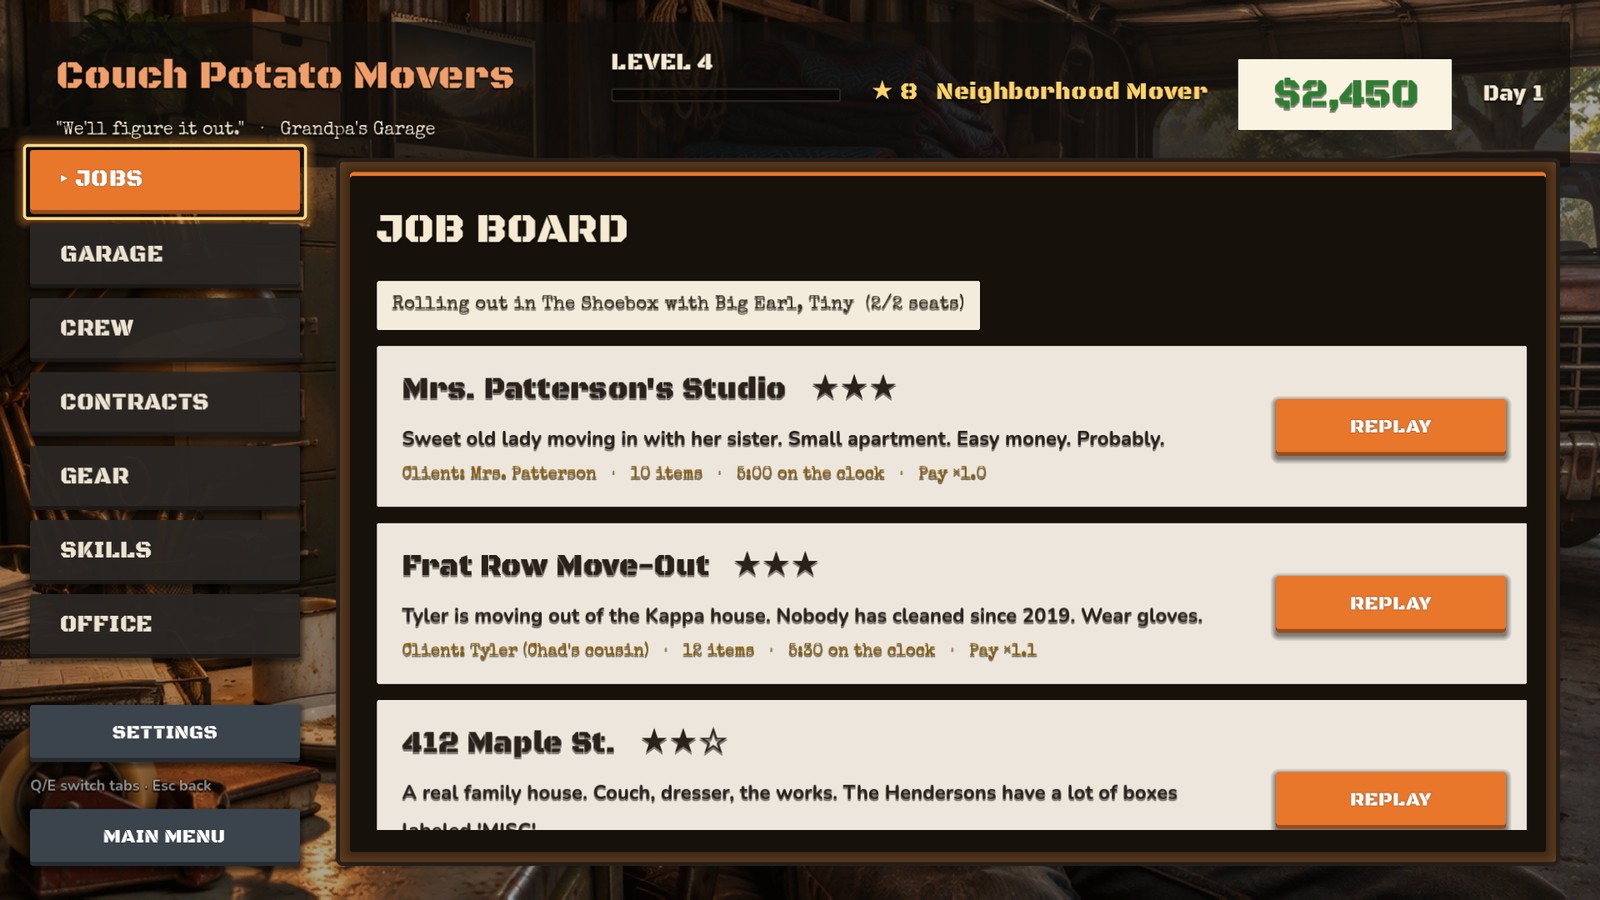 Couch Potato Movers
"We'll figure it out." · Grandpa's Garage
LEVEL 4
★ 8 Neighborhood Mover
$2,450
Day 1
▸ JOBS
GARAGE
CREW
CONTRACTS
GEAR
SKILLS
OFFICE
SETTINGS
Q/E switch tabs · Esc back
MAIN MENU
JOB BOARD
Rolling out in The Shoebox with Big Earl, Tiny (2/2 seats)
Mrs. Patterson's Studio ★★★
Sweet old lady moving in with her sister. Small apartment. Easy money. Probably.
Client: Mrs. Patterson · 10 items · 5:00 on the clock · Pay ×1.0
REPLAY
Frat Row Move-Out ★★★
Tyler is moving out of the Kappa house. Nobody has cleaned since 2019. Wear gloves.
Client: Tyler (Chad's cousin) · 12 items · 5:30 on the clock · Pay ×1.1
REPLAY
412 Maple St. ★★☆
A real family house. Couch, dresser, the works. The Hendersons have a lot of boxes
labeled 'MISC'
REPLAY